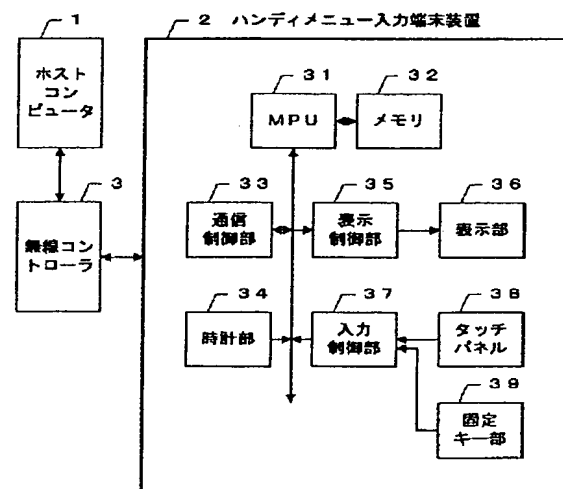 1
ホスト
コン
ピュータ
3
無線コン
トローラ
2 ハンディメニュー入力端末装置
31
MPU
32
メモリ
33
通信
制御部
35
表示
制御部
36
表示部
34
時計部
37
入力
制御部
38
タッチ
パネル
39
固定
キー部